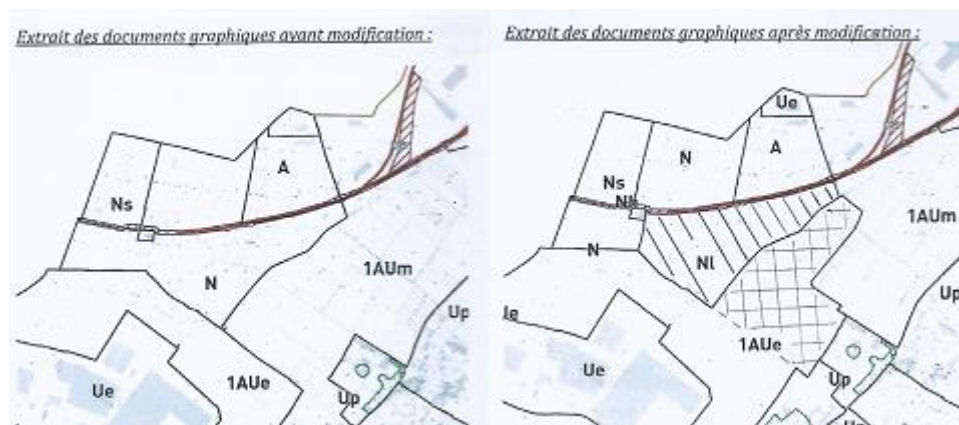 Extrait des documents graphiques avant modification :
A
Ns
N
1AUm
Up
Ue
1AUe
Up
Extrait des documents graphiques après modification :
Ue
N
A
Ns
1AUm
N
Nl
Up
1AUe
Ue
Up